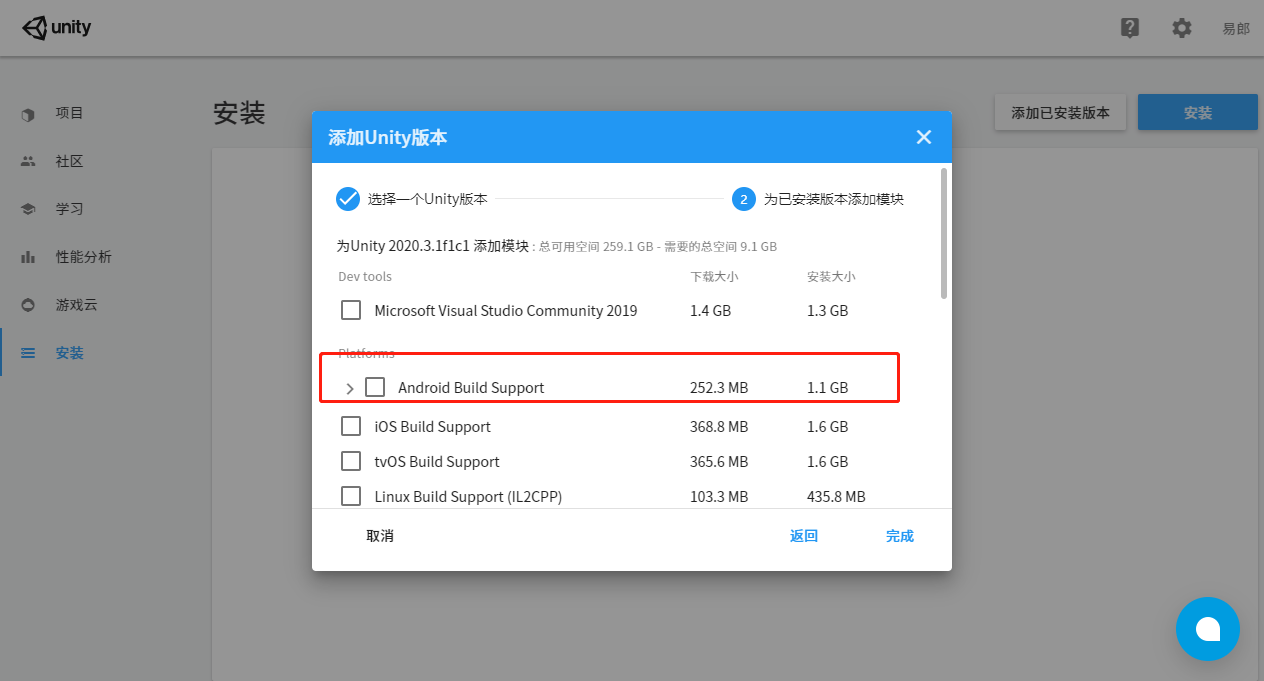 unity
易郎
项目
社区
学习
性能分析
游戏云
安装
安装
添加已安装版本
安装
添加Unity版本
选择一个Unity版本
2
为已安装版本添加模块
为Unity 2020.3.1f1c1 添加模块 : 总可用空间 259.1 GB - 需要的总空间 9.1 GB
Dev tools 下载大小 安装大小
Microsoft Visual Studio Community 2019 1.4 GB 1.3 GB
Platforms
Android Build Support 252.3 MB 1.1 GB
iOS Build Support 368.8 MB 1.6 GB
tvOS Build Support 365.6 MB 1.6 GB
Linux Build Support (IL2CPP) 103.3 MB 435.8 MB
取消 返回 完成